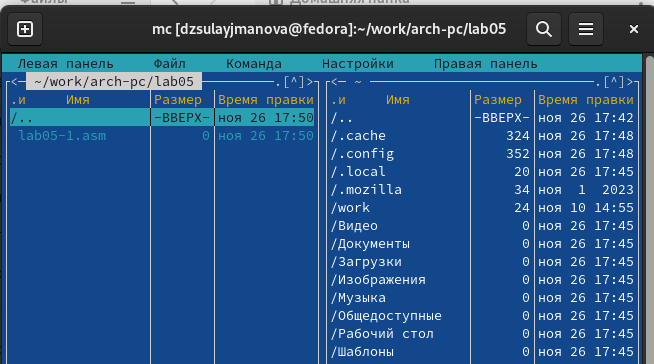 Файлы
Домашняя папка
mc [dzsulayjmanova@fedora]:~/work/arch-pc/lab05
Левая панель Файл Команда Настройки Правая панель
<— ~/work/arch-pc/lab05 .[^]>
.и Имя Размер Время правки
/.. -ВВЕРХ- ноя 26 17:50
lab05-1.asm 0 ноя 26 17:50
<— ~ .[^]>
.и Имя Размер Время правки
/.. -ВВЕРХ- ноя 26 17:42
/.cache 324 ноя 26 17:48
/.config 352 ноя 26 17:48
/.local 20 ноя 26 17:45
/.mozilla 34 ноя 1 2023
/work 24 ноя 10 14:55
/Видео 0 ноя 26 17:45
/Документы 0 ноя 26 17:45
/Загрузки 0 ноя 26 17:45
/Изображения 0 ноя 26 17:45
/Музыка 0 ноя 26 17:45
/Общедоступные 0 ноя 26 17:45
/Рабочий стол 0 ноя 26 17:45
/Шаблоны 0 ноя 26 17:45